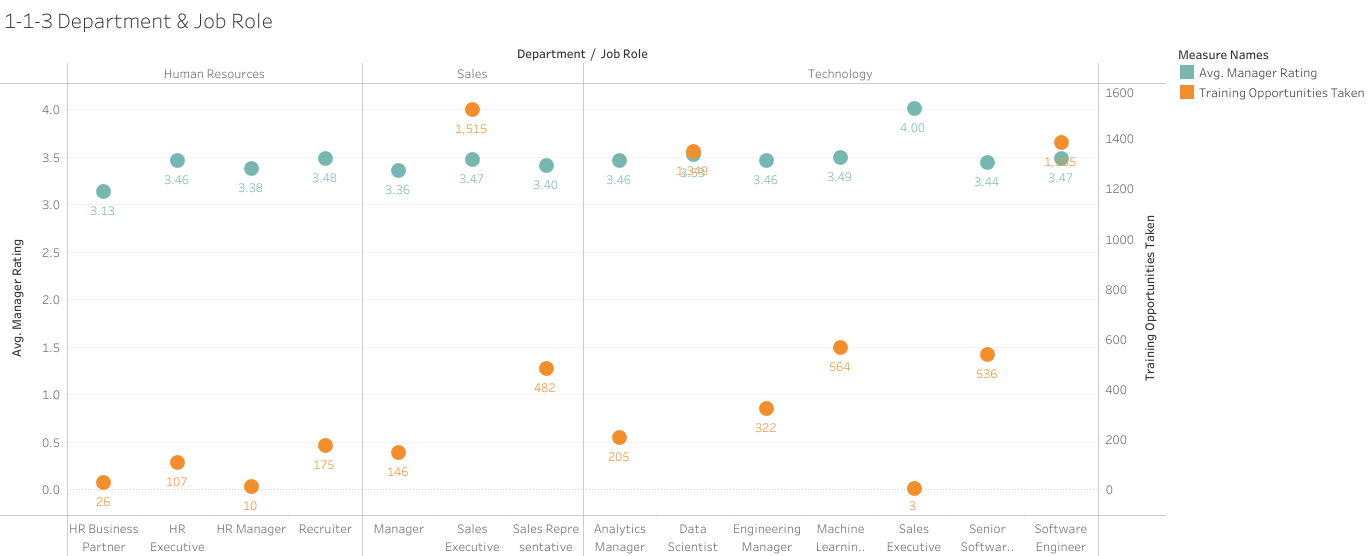 1-1-3 Department & Job Role
Department / Job Role
Measure Names
Avg. Manager Rating
Training Opportunities Taken
Human Resources
Sales
Technology
4.0
3.5
3.0
2.5
2.0
1.5
1.0
0.5
0.0
Avg. Manager Rating
1600
1400
1200
1000
800
600
400
200
0
Training Opportunities Taken
3.13
3.46
3.38
3.48
3.36
3.47
3.40
3.46
3.46
3.49
4.00
3.44
3.47
26
107
10
175
146
1,515
482
205
1,349
322
564
3
536
HR Business
Partner
HR
Executive
HR Manager
Recruiter
Manager
Sales
Executive
Sales Repre
sentative
Analytics
Manager
Data
Scientist
Engineering
Manager
Machine
Learnin..
Sales
Executive
Senior
Softwar..
Software
Engineer